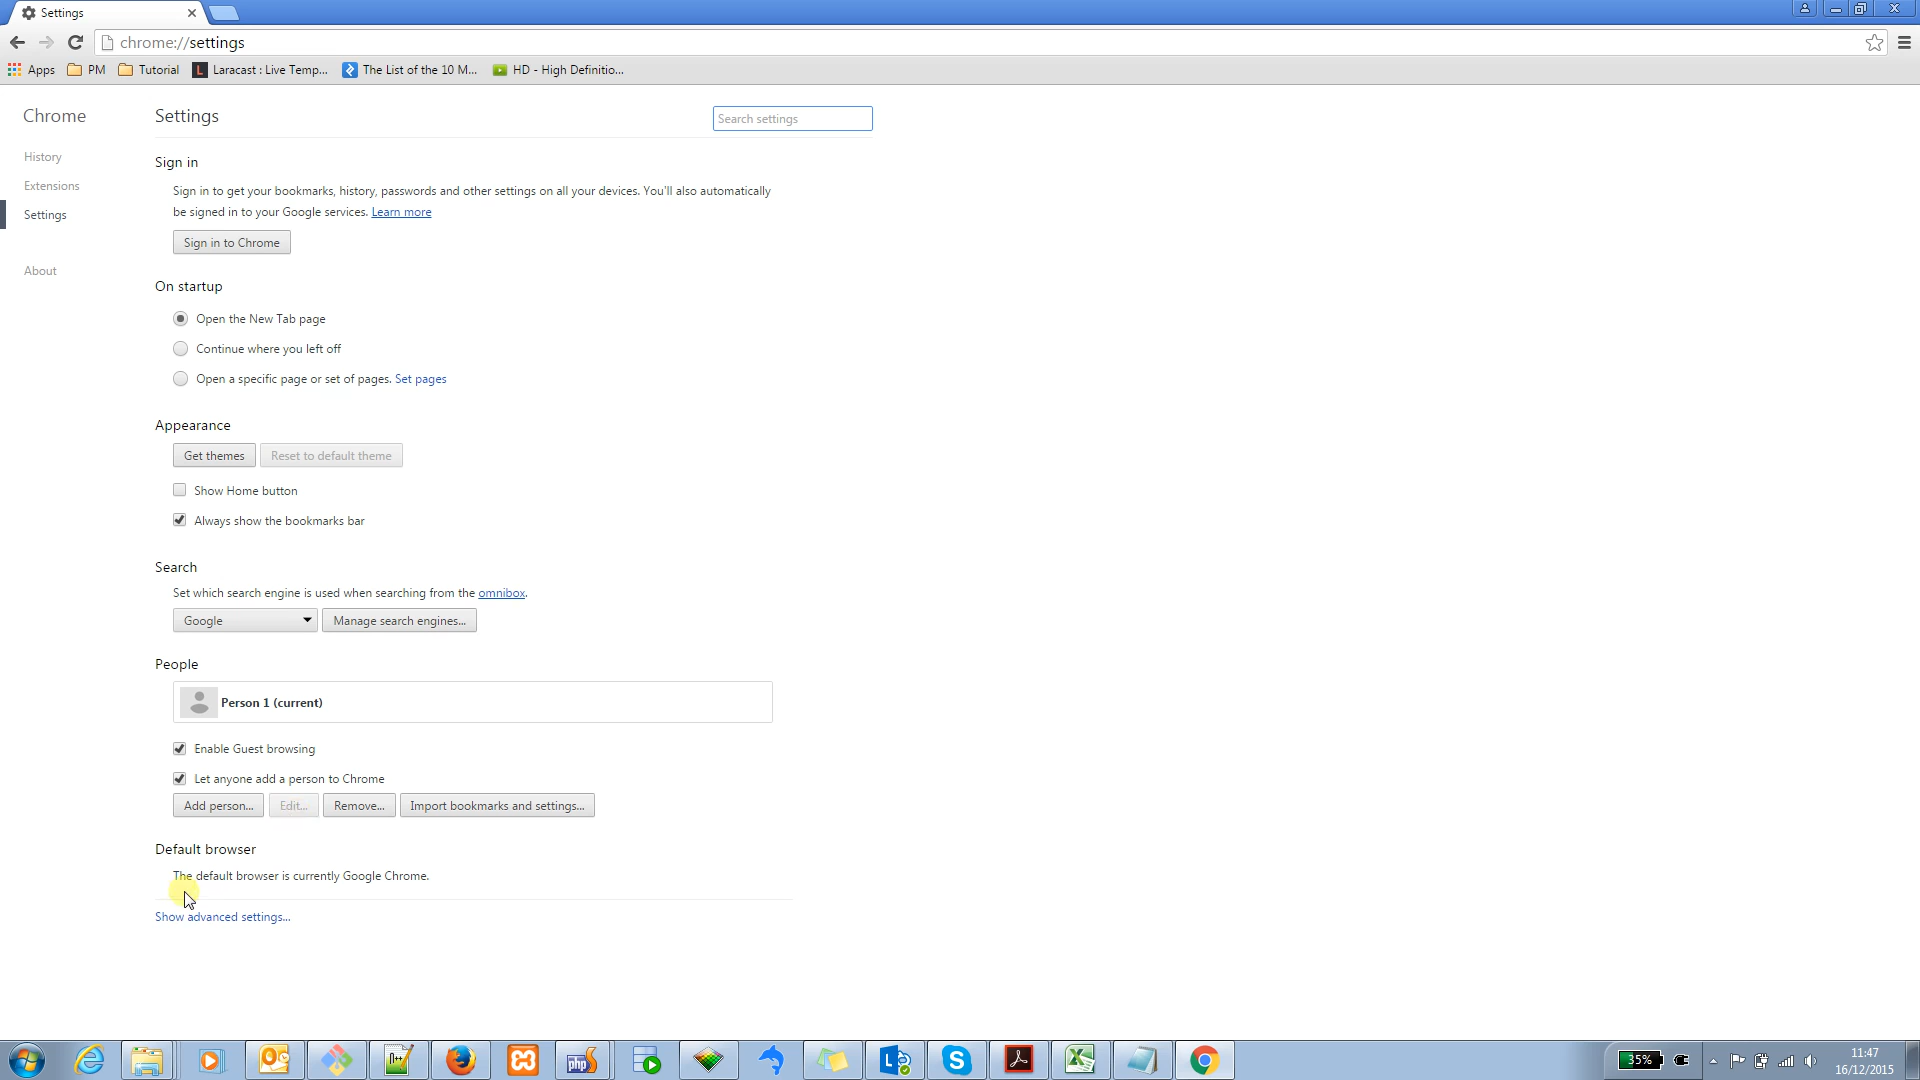 Settings
chrome://settings
Apps PM Tutorial Laracast : Live Temp... The List of the 10 M... HD - High Definitio...
Chrome
History
Extensions
Settings
About
Settings
Search settings
Sign in
Sign in to get your bookmarks, history, passwords and other settings on all your devices. You'll also automatically
be signed in to your Google services. Learn more
Sign in to Chrome
On startup
Open the New Tab page
Continue where you left off
Open a specific page or set of pages. Set pages
Appearance
Get themes Reset to default theme
Show Home button
Always show the bookmarks bar
Search
Set which search engine is used when searching from the omnibox.
Google Manage search engines...
People
Person 1 (current)
Enable Guest browsing
Let anyone add a person to Chrome
Add person... Edit... Remove... Import bookmarks and settings...
Default browser
The default browser is currently Google Chrome.
Show advanced settings...
35%
11:47
16/12/2015